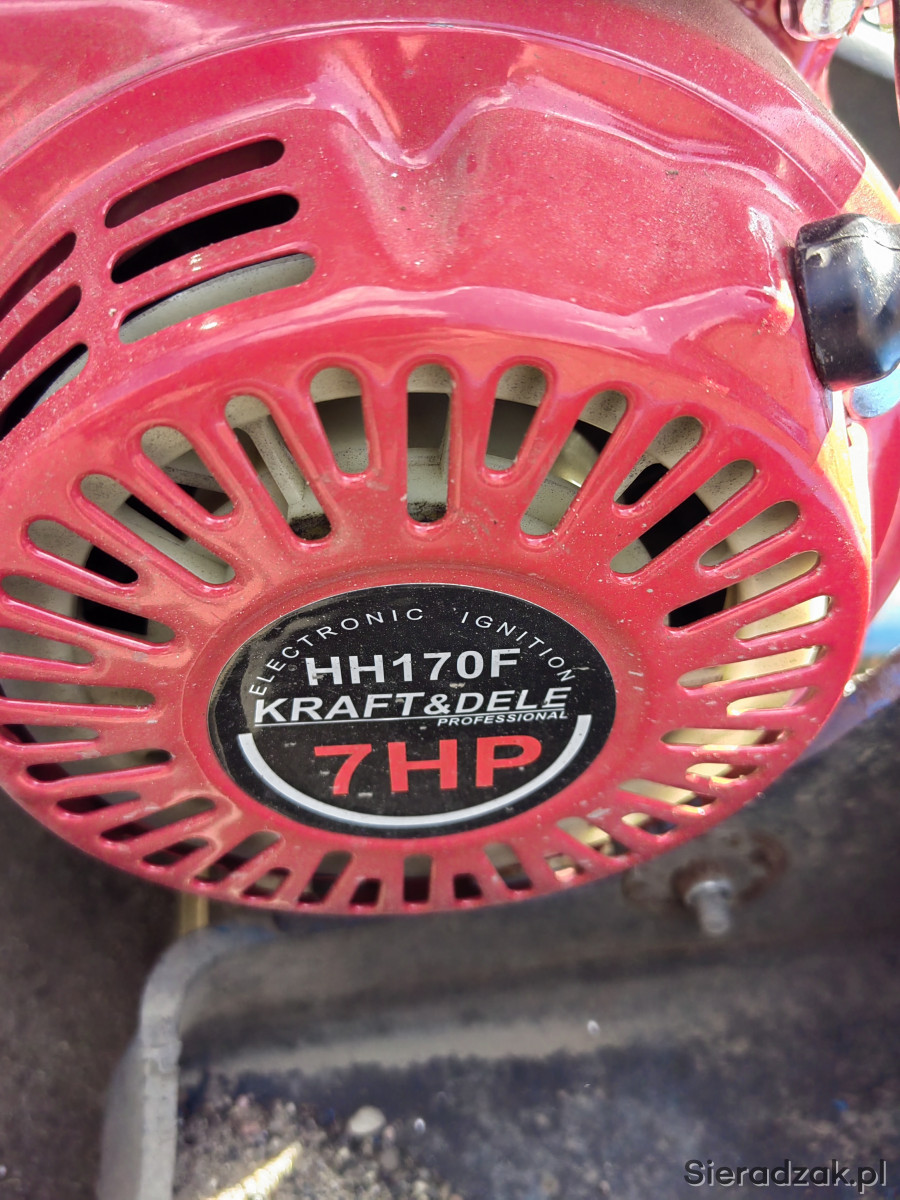 ELECTRONIC IGNITION
HH170F
KRAFT&DELE
PROFESSIONAL
7HP
Sieradzak.pl